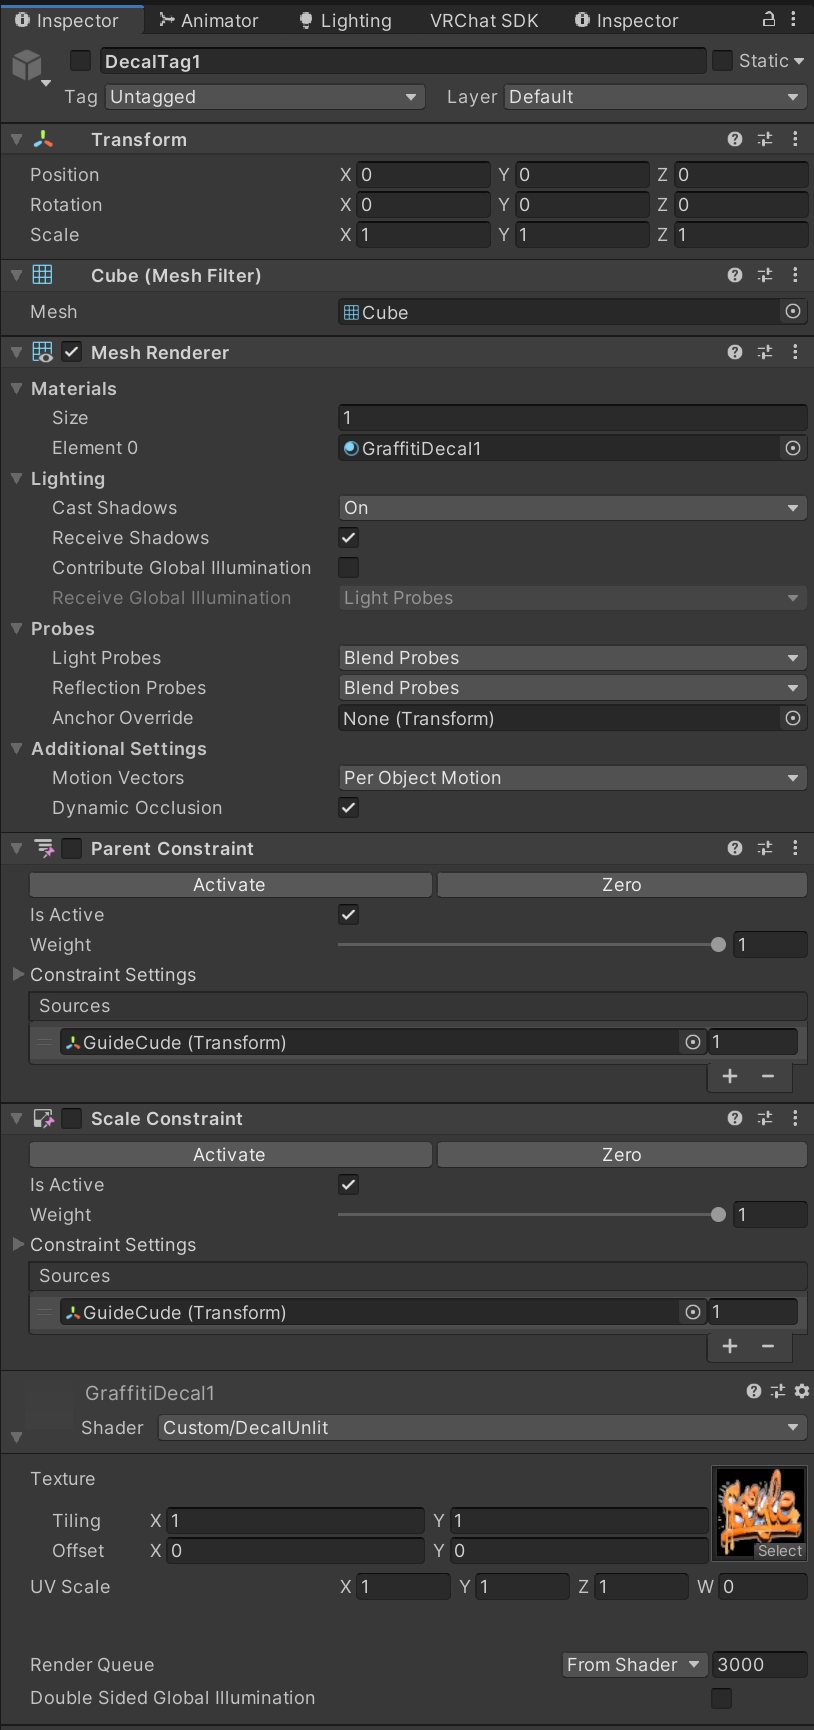 Inspector Animator Lighting VRChat SDK Inspector
DecalTag1 Static
Tag Untagged Layer Default
Transform
Position X 0 Y 0 Z 0
Rotation X 0 Y 0 Z 0
Scale X 1 Y 1 Z 1
Cube (Mesh Filter)
Mesh Cube
Mesh Renderer
Materials
Size 1
Element 0 GraffitiDecal1
Lighting
Cast Shadows On
Receive Shadows
Contribute Global Illumination
Receive Global Illumination Light Probes
Probes
Light Probes Blend Probes
Reflection Probes Blend Probes
Anchor Override None (Transform)
Additional Settings
Motion Vectors Per Object Motion
Dynamic Occlusion
Parent Constraint
Activate Zero
Is Active
Weight 1
Constraint Settings
Sources
GuideCude (Transform) 1
+ −
Scale Constraint
Activate Zero
Is Active
Weight 1
Constraint Settings
Sources
GuideCude (Transform) 1
+ −
GraffitiDecal1
Shader Custom/DecalUnlit
Texture
Tiling X 1 Y 1
Offset X 0 Y 0
Select
UV Scale X 1 Y 1 Z 1 W 0
Render Queue From Shader 3000
Double Sided Global Illumination